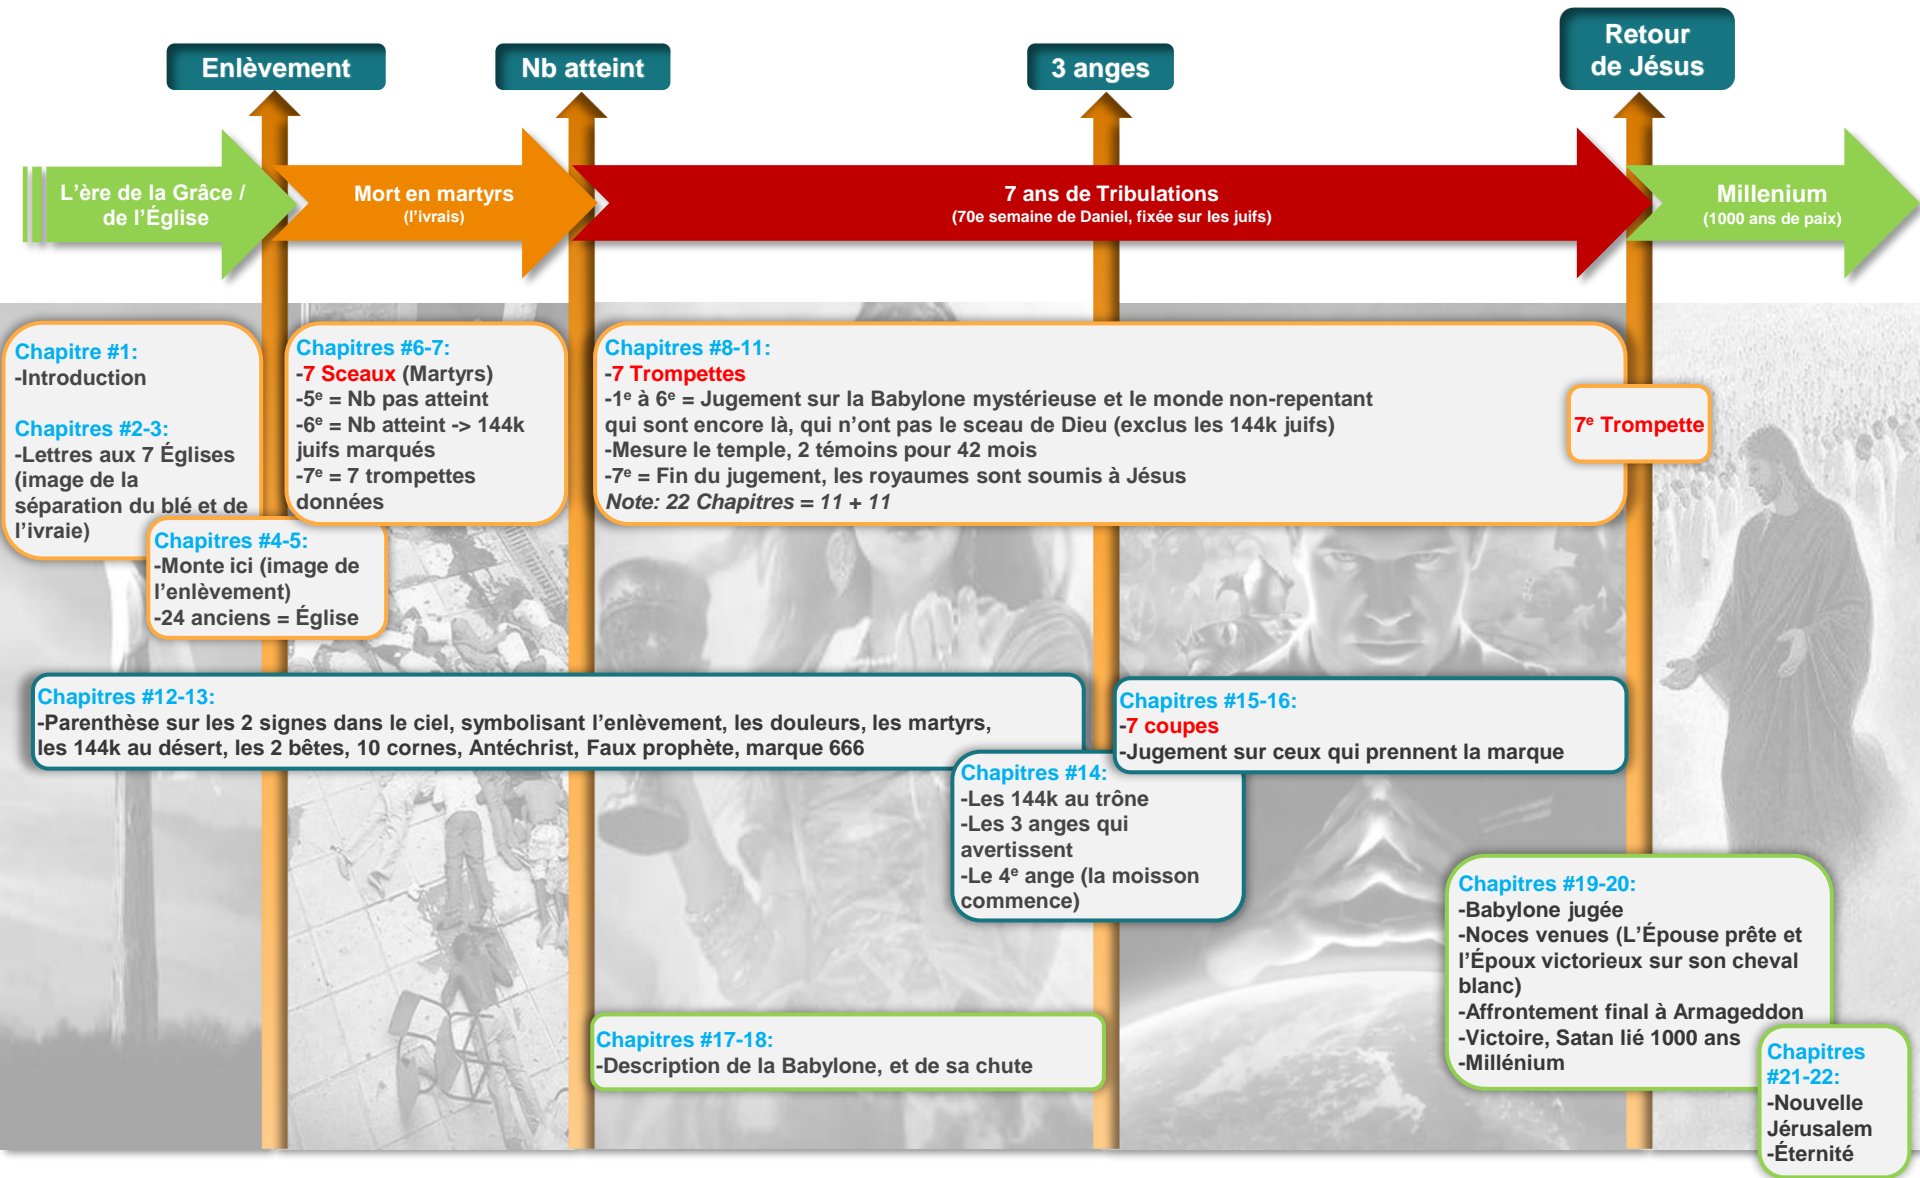 Enlèvement
Nb atteint
3 anges
Retour
de Jésus
L’ère de la Grâce /
de l’Église
Mort en martyrs
(l’ivrais)
7 ans de Tribulations
(70e semaine de Daniel, fixée sur les juifs)
Millenium
(1000 ans de paix)
Chapitre #1:
-Introduction
Chapitres #2-3:
-Lettres aux 7 Églises
(image de la
séparation du blé et de
l’ivraie)
Chapitres #4-5:
-Monte ici (image de
l’enlèvement)
-24 anciens = Église
Chapitres #6-7:
-7 Sceaux (Martyrs)
-5e = Nb pas atteint
-6e = Nb atteint -> 144k
juifs marqués
-7e = 7 trompettes
données
Chapitres #8-11:
-7 Trompettes
-1e à 6e = Jugement sur la Babylone mystérieuse et le monde non-repentant
qui sont encore là, qui n’ont pas le sceau de Dieu (exclus les 144k juifs)
-Mesure le temple, 2 témoins pour 42 mois
-7e = Fin du jugement, les royaumes sont soumis à Jésus
Note: 22 Chapitres = 11 + 11
7e Trompette
Chapitres #12-13:
-Parenthèse sur les 2 signes dans le ciel, symbolisant l’enlèvement, les douleurs, les martyrs,
les 144k au désert, les 2 bêtes, 10 cornes, Antéchrist, Faux prophète, marque 666
Chapitres #14:
-Les 144k au trône
-Les 3 anges qui
avertissent
-Le 4e ange (la moisson
commence)
Chapitres #15-16:
-7 coupes
-Jugement sur ceux qui prennent la marque
Chapitres #17-18:
-Description de la Babylone, et de sa chute
Chapitres #19-20:
-Babylone jugée
-Noces venues (L’Épouse prête et
l’Époux victorieux sur son cheval
blanc)
-Affrontement final à Armageddon
-Victoire, Satan lié 1000 ans
-Millénium
Chapitres
#21-22:
-Nouvelle
Jérusalem
-Éternité